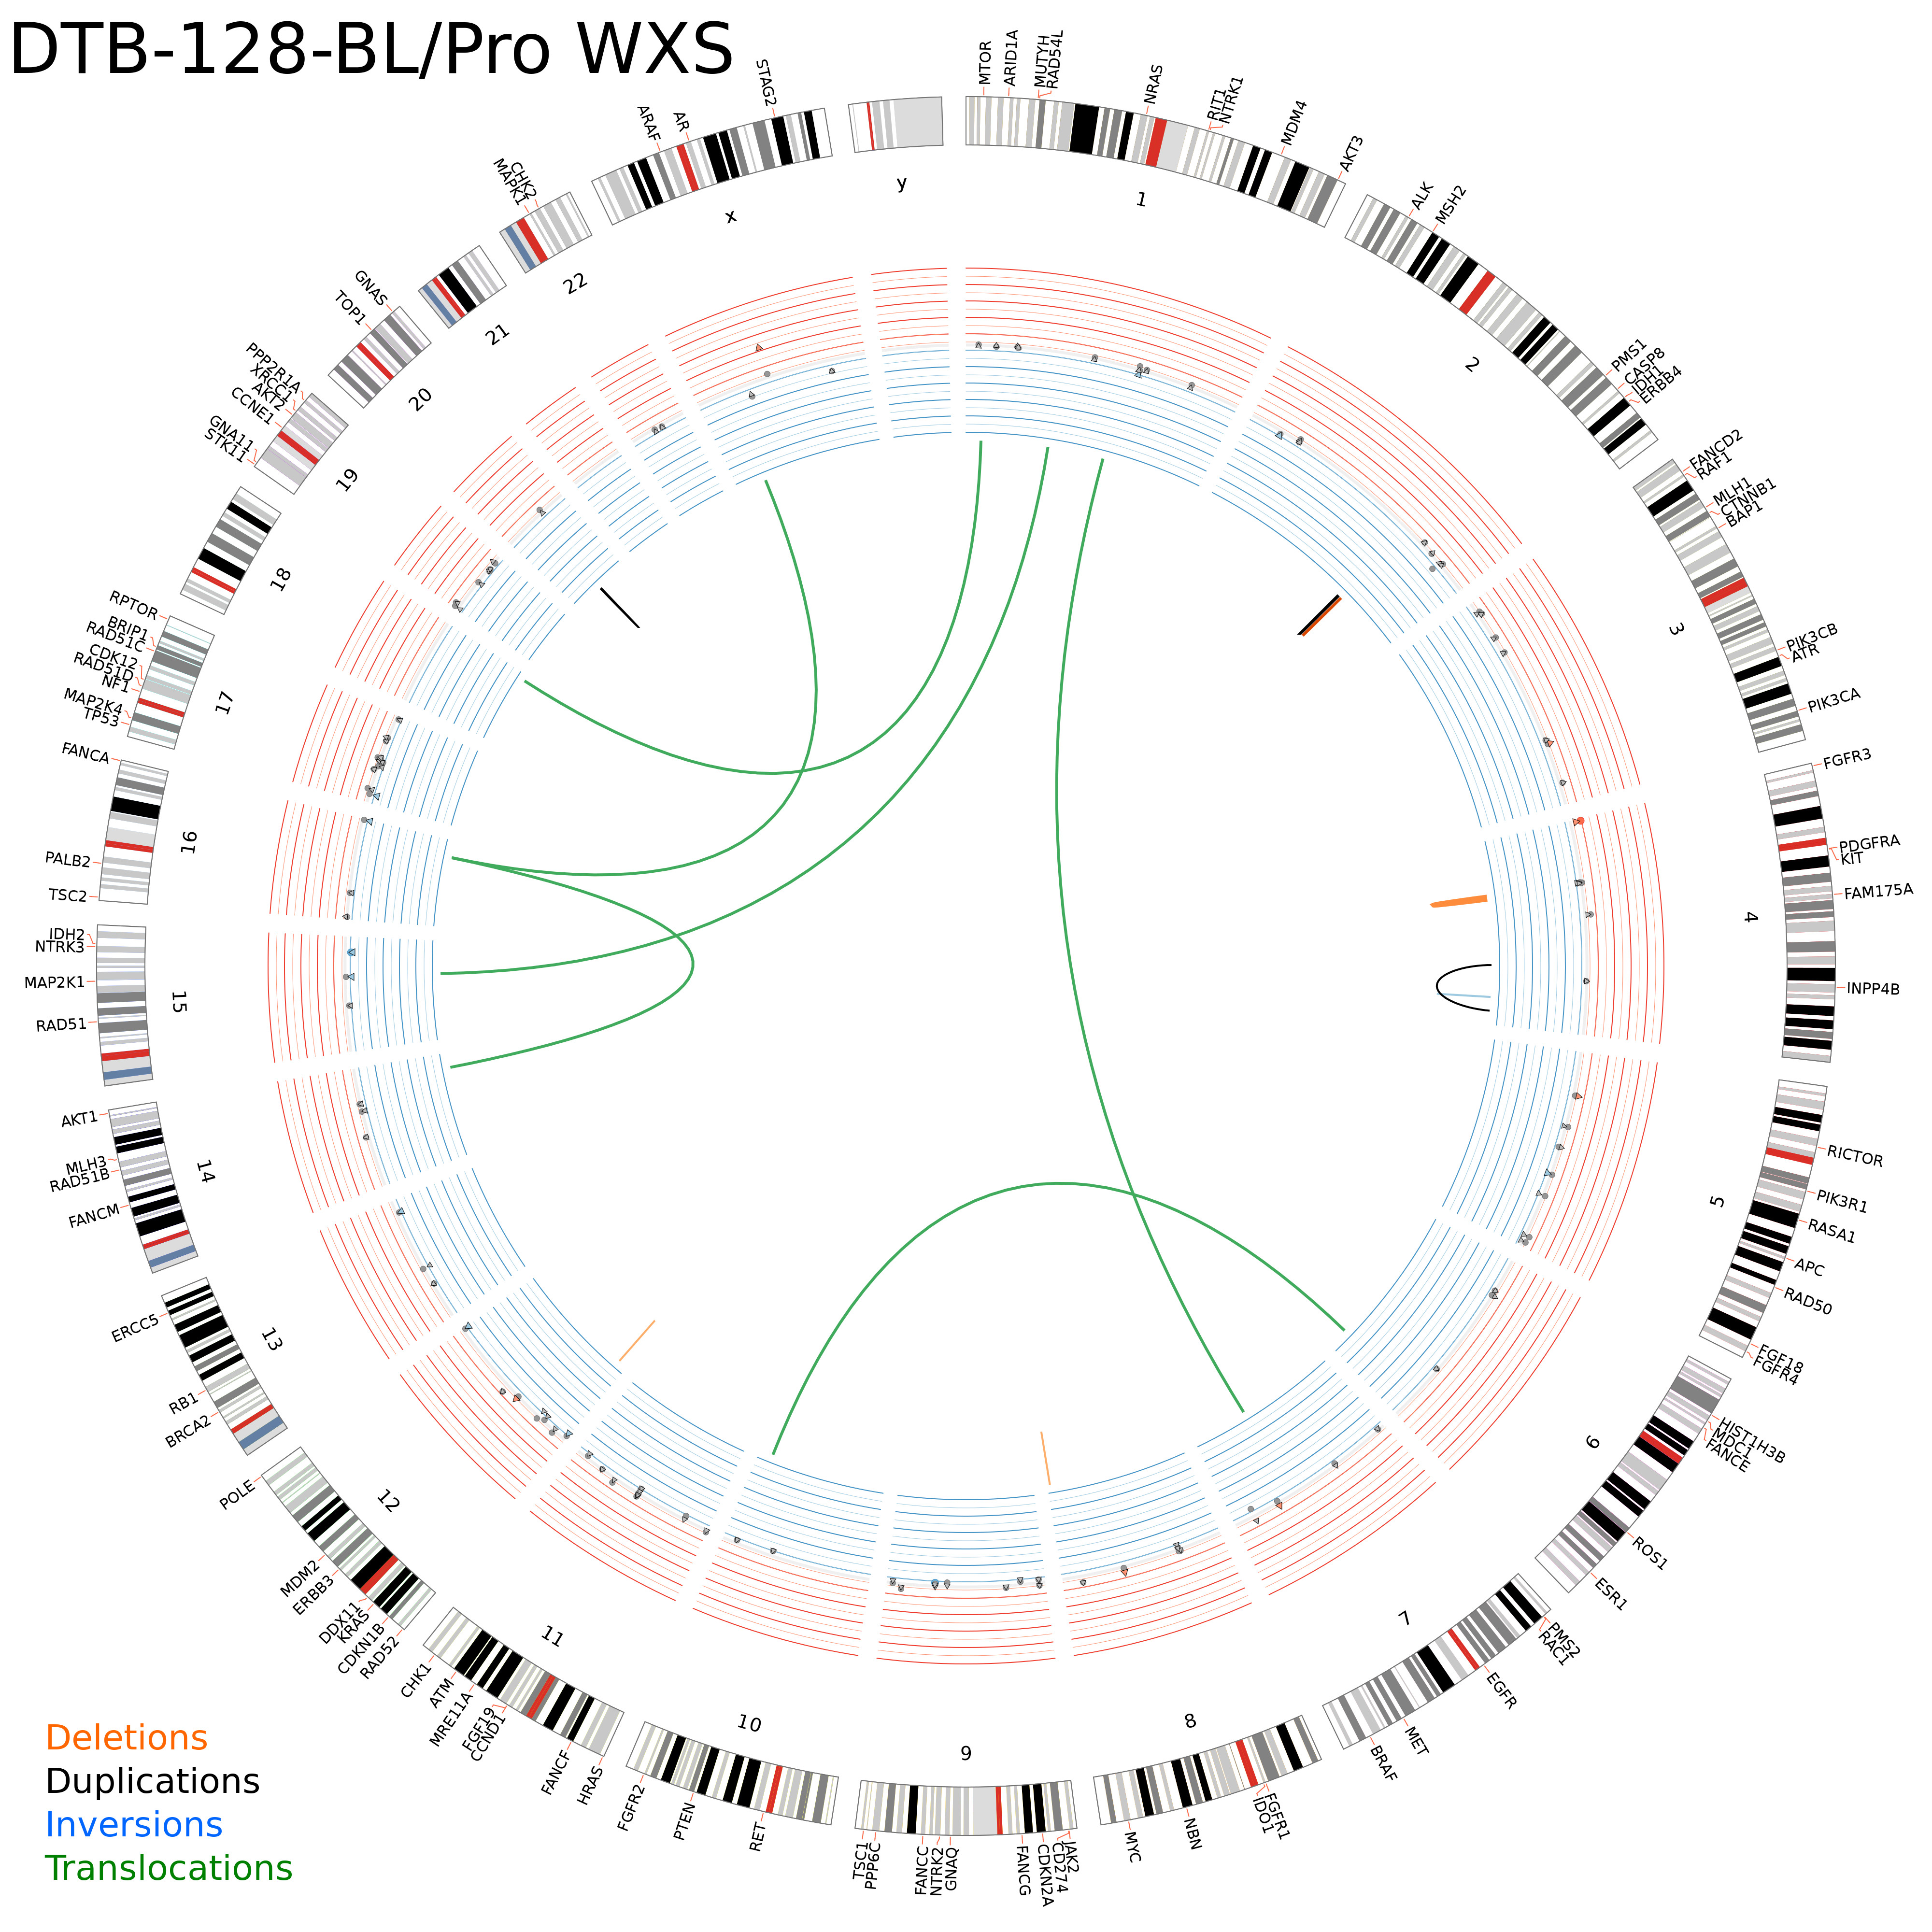 DTB-128-BL/Pro WXS
MTOR
ARID1A
MUTYH
RAD54L
NRAS
RIT1
NTRK1
MDM4
AKT3
1
ALK
MSH2
PMS1
CASP8
IDH1
ERBB4
2
FANCD2
RAF1
MLH1
CTNNB1
BAP1
PIK3CB
ATR
PIK3CA
3
FGFR3
PDGFRA
KIT
FAM175A
INPP4B
4
RICTOR
PIK3R1
RASA1
APC
RAD50
FGF18
FGFR4
5
HIST1H3B
MDC1
FANCE
ROS1
ESR1
6
PMS2
RAC1
EGFR
MET
BRAF
7
FGFR1
IDO1
NBN
MYC
8
JAK2
CD274
CDKN2A
FANCG
GNAQ
NTRK2
FANCC
PPP6C
TSC1
9
RET
PTEN
FGFR2
10
HRAS
FANCF
CCND1
FGF19
MRE11A
ATM
CHK1
11
RAD52
CDKN1B
KRAS
DDX11
ERBB3
MDM2
POLE
12
BRCA2
RB1
ERCC5
13
FANCM
RAD51B
MLH3
AKT1
14
RAD51
MAP2K1
NTRK3
IDH2
15
TSC2
PALB2
FANCA
16
TP53
MAP2K4
NF1
RAD51D
CDK12
RAD51C
BRIP1
RPTOR
17
18
STK11
GNA11
CCNE1
AKT2
XRCC1
PPP2R1A
19
TOP1
GNAS
20
21
MAPK1
CHK2
22
ARAF
AR
STAG2
x
y
Deletions
Duplications
Inversions
Translocations